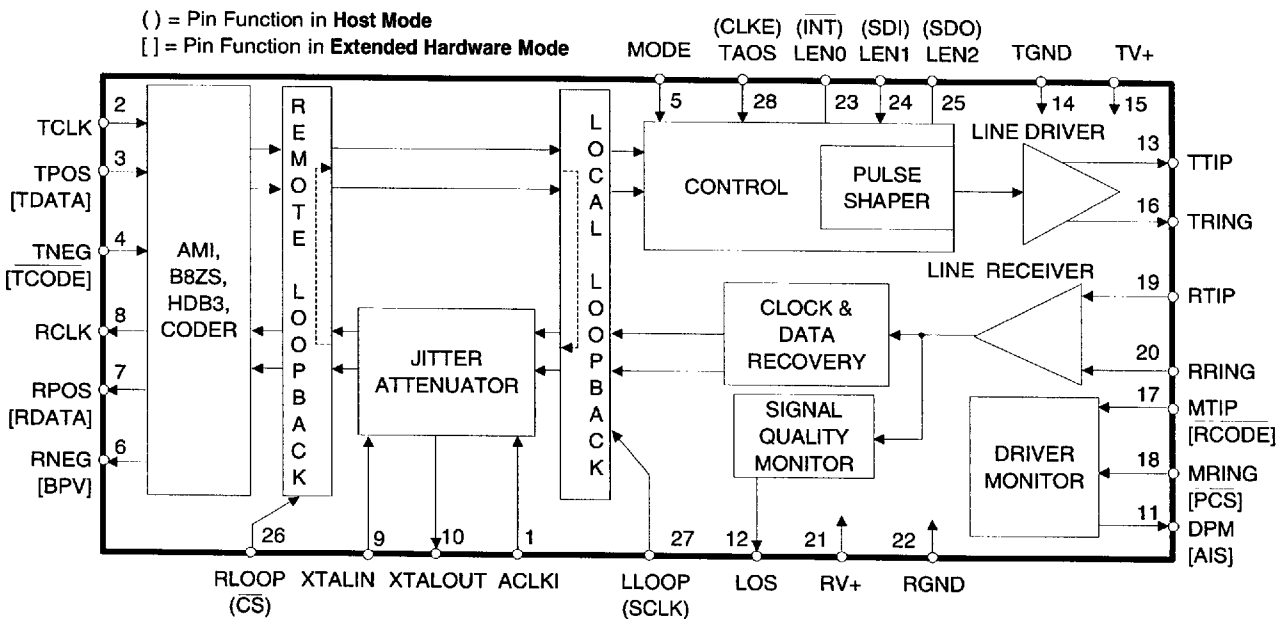 ( ) = Pin Function in Host Mode
[ ] = Pin Function in Extended Hardware Mode
MODE
(CLKE)
TAOS
(INT)
LEN0
(SDI)
LEN1
(SDO)
LEN2
TGND
TV+
5
28
23
24
25
14
15
2
TCLK
3
TPOS
[TDATA]
4
TNEG
[TCODE]
8
RCLK
7
RPOS
[RDATA]
6
RNEG
[BPV]
AMI,
B8ZS,
HDB3,
CODER
REMOTE LOOPBACK
JITTER
ATTENUATOR
LOCAL LOOPBACK
CONTROL
PULSE
SHAPER
LINE DRIVER
13
TTIP
16
TRING
LINE RECEIVER
CLOCK &
DATA
RECOVERY
19
RTIP
20
RRING
SIGNAL
QUALITY
MONITOR
DRIVER
MONITOR
17
MTIP
[RCODE]
18
MRING
[PCS]
11
DPM
[AIS]
26
9
10
1
27
12
21
22
RLOOP
(CS)
XTALIN
XTALOUT
ACLKI
LLOOP
(SCLK)
LOS
RV+
RGND